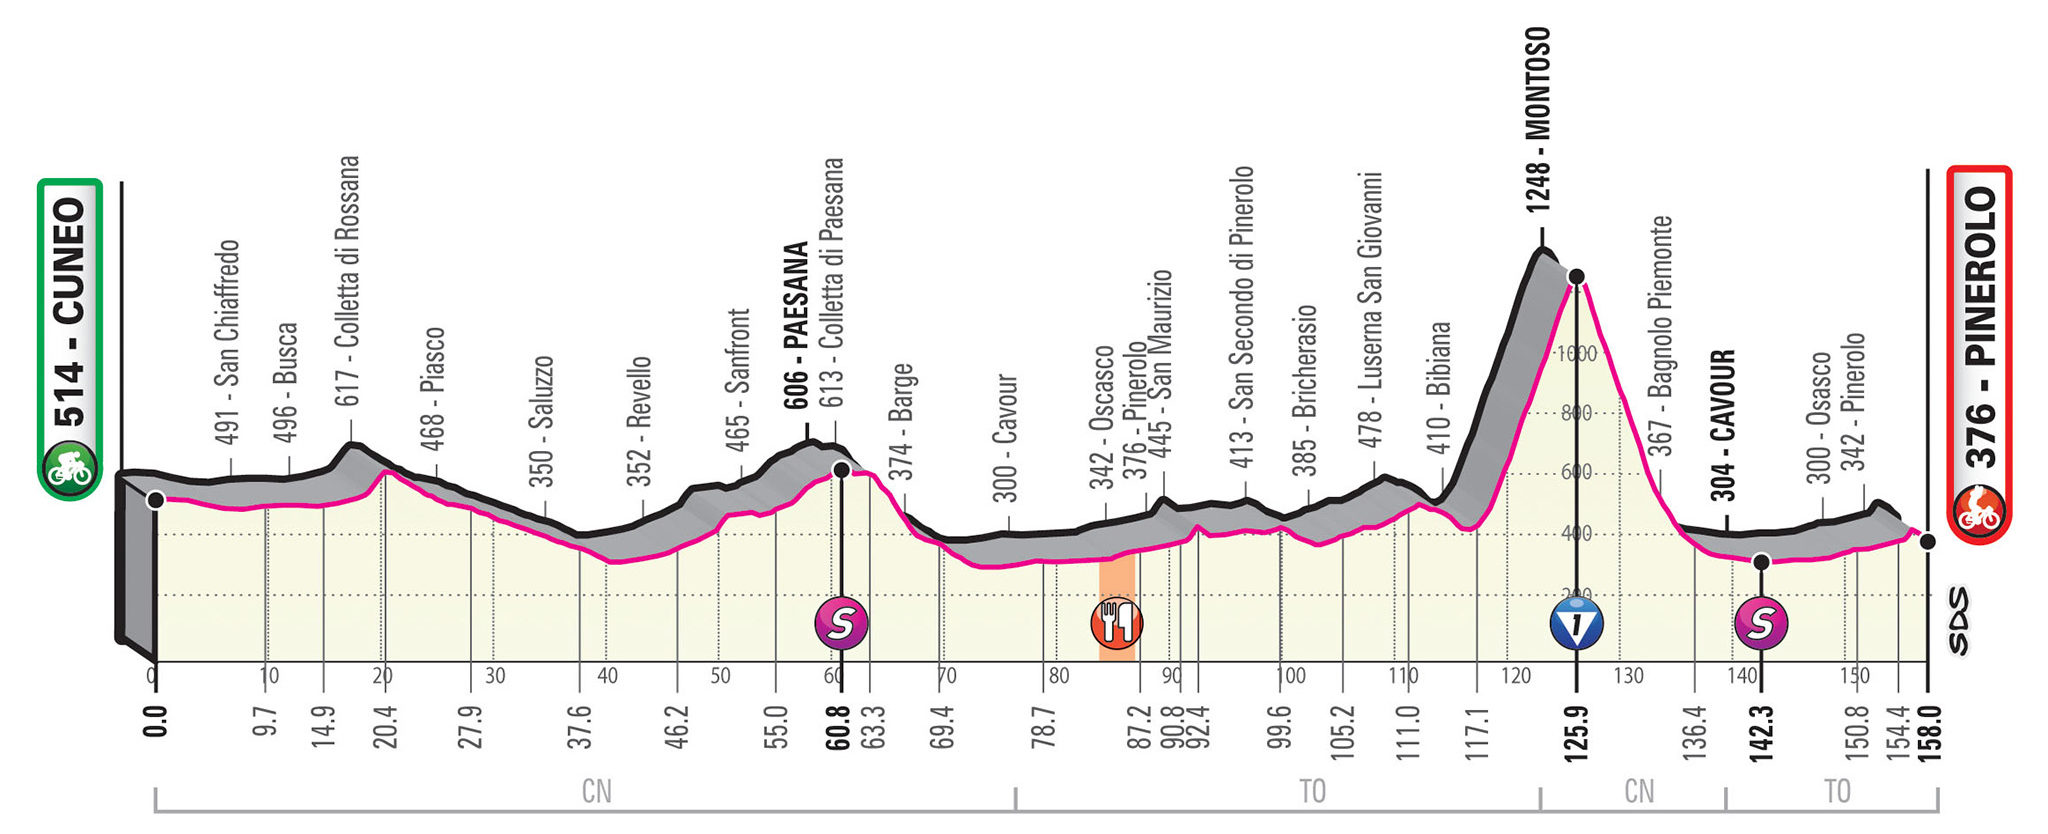 514 - CUNEO
491 - San Chiaffredo
496 - Busca
617 - Colletta di Rossana
468 - Piasco
350 - Saluzzo
352 - Revello
465 - Sanfront
606 - PAESANA
613 - Colletta di Paesana
374 - Barge
300 - Cavour
342 - Oscasco
376 - Pinerolo
445 - San Maurizio
413 - San Secondo di Pinerolo
385 - Bricherasio
478 - Luserna San Giovanni
410 - Bibiana
1248 - MONTOSO
367 - Bagnolo Piemonte
304 - CAVOUR
300 - Osasco
342 - Pinerolo
376 - PINEROLO
1000
800
600
400
200
S
1
S
SDS
0
10
20
30
40
50
60
70
80
90
100
110
120
130
140
150
0.0
9.7
14.9
20.4
27.9
37.6
46.2
55.0
60.8
63.3
69.4
78.7
87.2
90.8
92.4
99.6
105.2
111.0
117.1
125.9
136.4
142.3
150.8
154.4
158.0
CN
TO
CN
TO